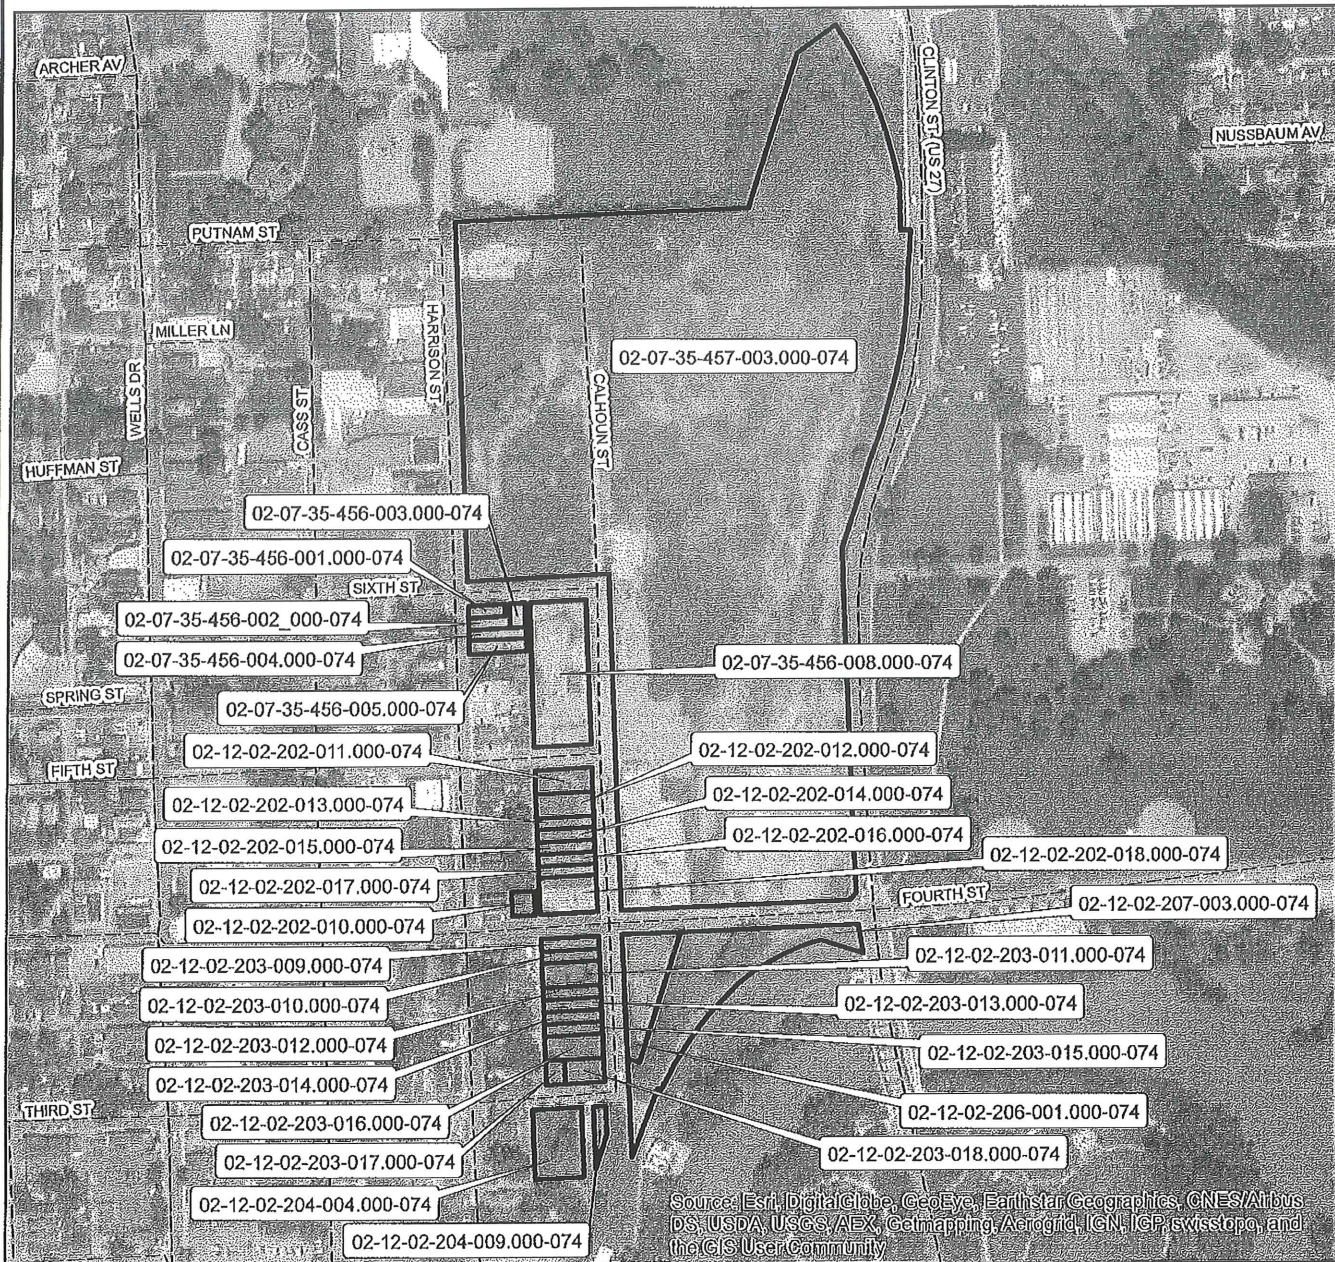 ARCHER AV
CLINTON ST (US 27)
NUSSBAUM AV
PUTNAM ST
MILLER LN
HARRISON ST
WELLS DR
CASS ST
CALHOUN ST
02-07-35-457-003.000-074
HUFFMAN ST
02-07-35-456-003.000-074
02-07-35-456-001.000-074
SIXTH ST
02-07-35-456-002_000-074
02-07-35-456-004.000-074
02-07-35-456-008.000-074
SPRING ST
02-07-35-456-005.000-074
02-12-02-202-011.000-074
02-12-02-202-012.000-074
FIFTH ST
02-12-02-202-013.000-074
02-12-02-202-014.000-074
02-12-02-202-015.000-074
02-12-02-202-016.000-074
02-12-02-202-018.000-074
02-12-02-202-017.000-074
FOURTH ST
02-12-02-207-003.000-074
02-12-02-202-010.000-074
02-12-02-203-009.000-074
02-12-02-203-011.000-074
02-12-02-203-010.000-074
02-12-02-203-013.000-074
02-12-02-203-012.000-074
02-12-02-203-015.000-074
02-12-02-203-014.000-074
THIRD ST
02-12-02-206-001.000-074
02-12-02-203-016.000-074
02-12-02-203-018.000-074
02-12-02-203-017.000-074
02-12-02-204-004.000-074
02-12-02-204-009.000-074
Source: Esri, DigitalGlobe, GeoEye, Earthstar Geographics, CNES/Airbus
DS, USDA, USGS, AEX, Getmapping, Aerogrid, IGN, IGP, swisstopo, and
the GIS User Community